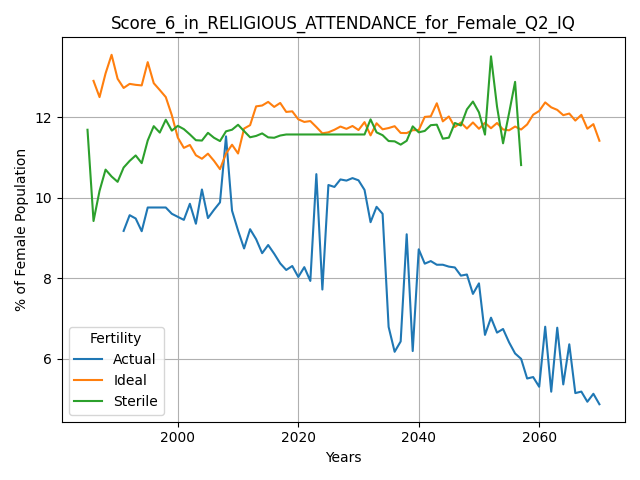 Score_6_in_RELIGIOUS_ATTENDANCE_for_Female_Q2_IQ
% of Female Population
12
10
8
6
Fertility
Actual
Ideal
Sterile
2000
2020
2040
2060
Years